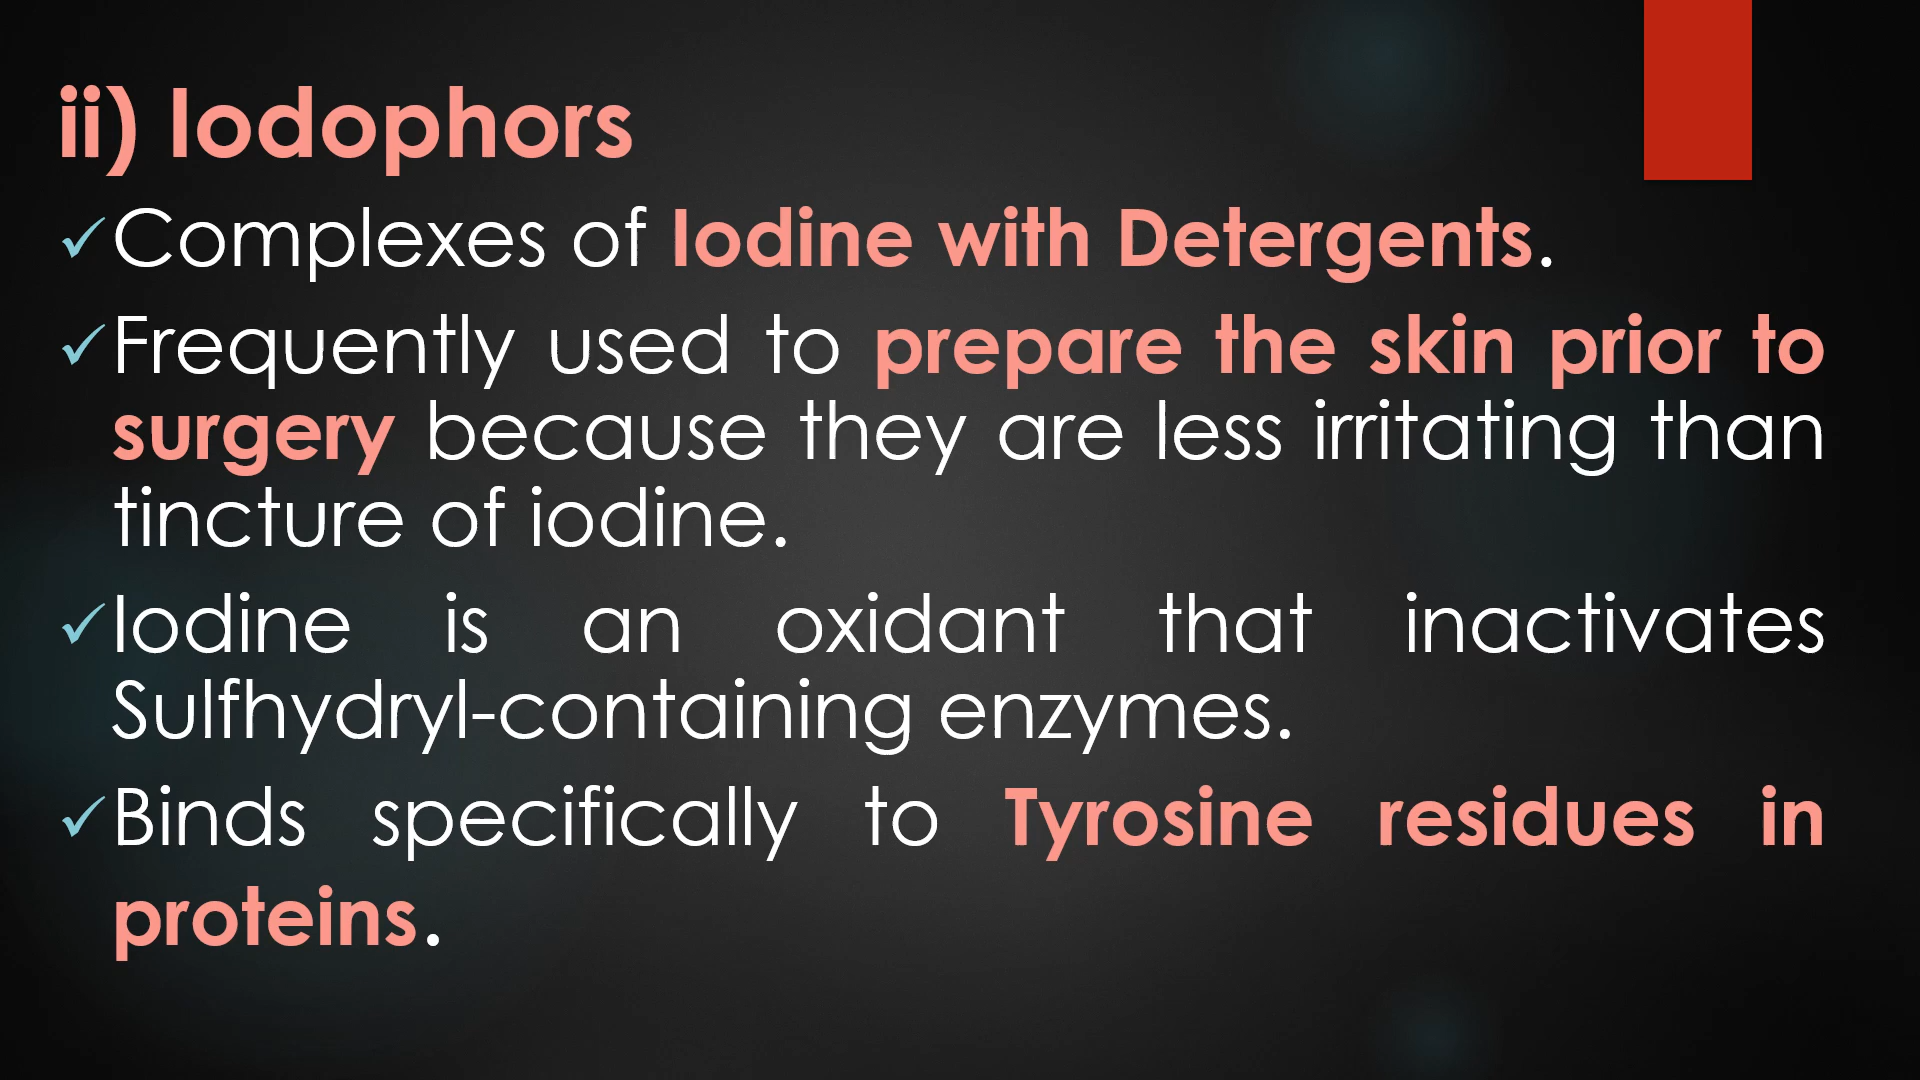 ii) Iodophors
✓Complexes of Iodine with Detergents.
✓Frequently used to prepare the skin prior to
surgery because they are less irritating than
tincture of iodine.
✓Iodine is an oxidant that inactivates
Sulfhydryl-containing enzymes.
✓Binds specifically to Tyrosine residues in
proteins.